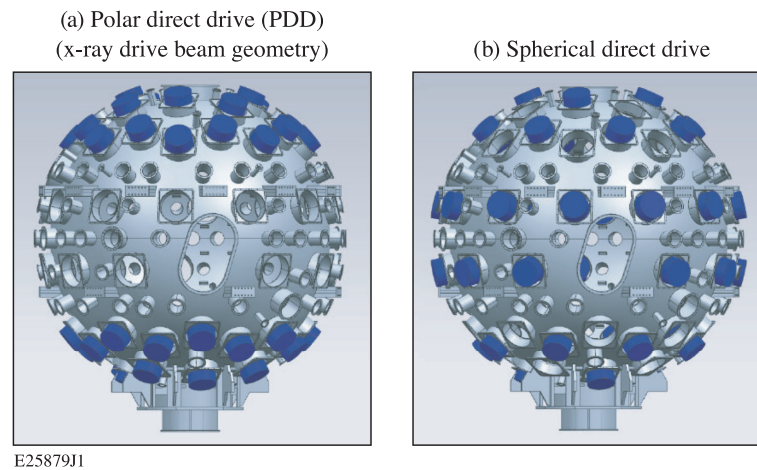 (a) Polar direct drive (PDD)
(x-ray drive beam geometry)
(b) Spherical direct drive
E25879J1